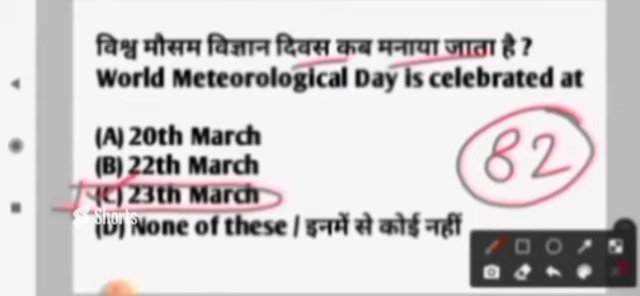 विश्व मौसम विज्ञान दिवस कब मनाया जाता है ?
World Meteorological Day is celebrated at
(A) 20th March
(B) 22th March
(C) 23th March
(D) None of these / इनमें से कोई नहीं
82
Shorts